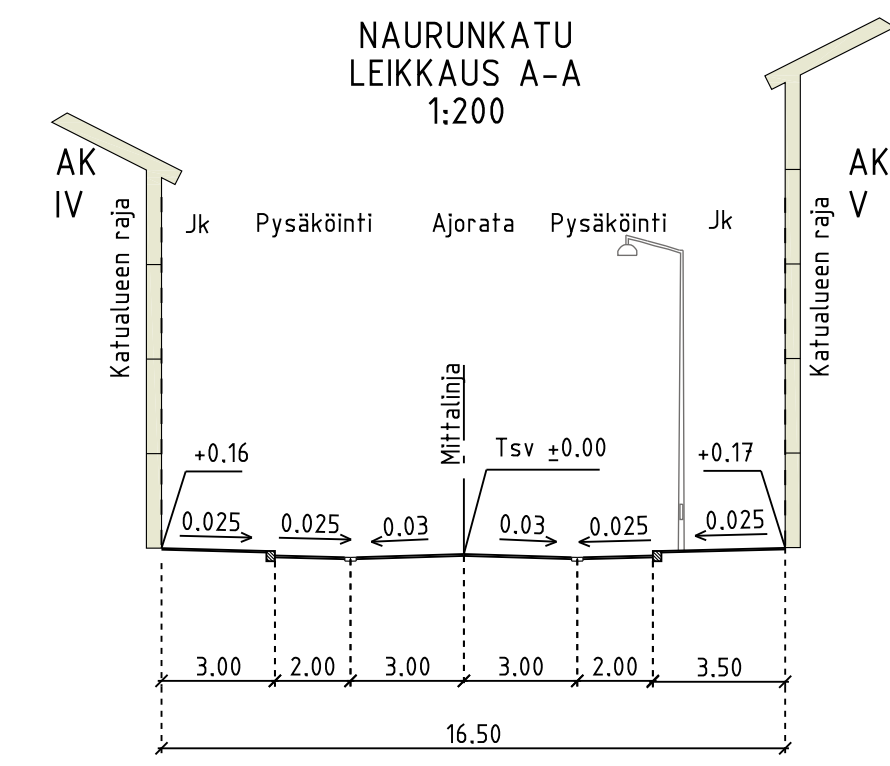 NAURUNKATU
LEIKKAUS A-A
1:200
AK
IV
AK
V
Katualueen raja
Jk
Pysäköinti
Ajorata
Pysäköinti
Jk
Katualueen raja
Mittalinja
+0.16
Tsv ±0.00
+0.17
0.025
0.025
0.03
0.03
0.025
0.025
3.00
2.00
3.00
3.00
2.00
3.50
16.50